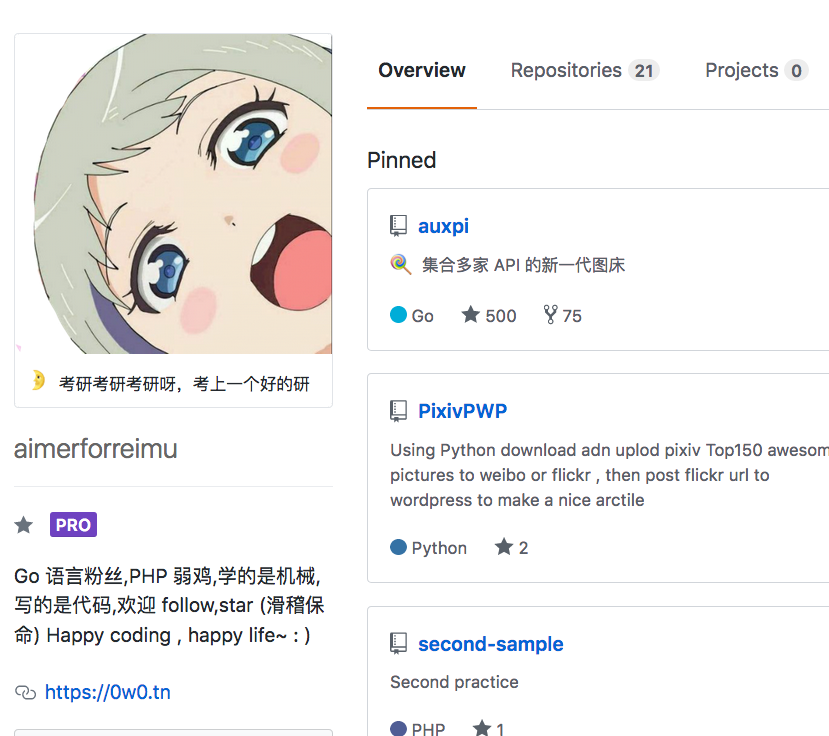 Overview
Repositories 21
Projects 0
考研考研考研呀，考上一个好的研
aimerforreimu
PRO
Go 语言粉丝,PHP 弱鸡,学的是机械,
写的是代码,欢迎 follow,star (滑稽保
命) Happy coding , happy life~ : )
https://0w0.tn
Pinned
auxpi
集合多家 API 的新一代图床
Go 500 75
PixivPWP
Using Python download adn uplod pixiv Top150 awesom
pictures to weibo or flickr , then post flickr url to
wordpress to make a nice arctile
Python 2
second-sample
Second practice
PHP 1